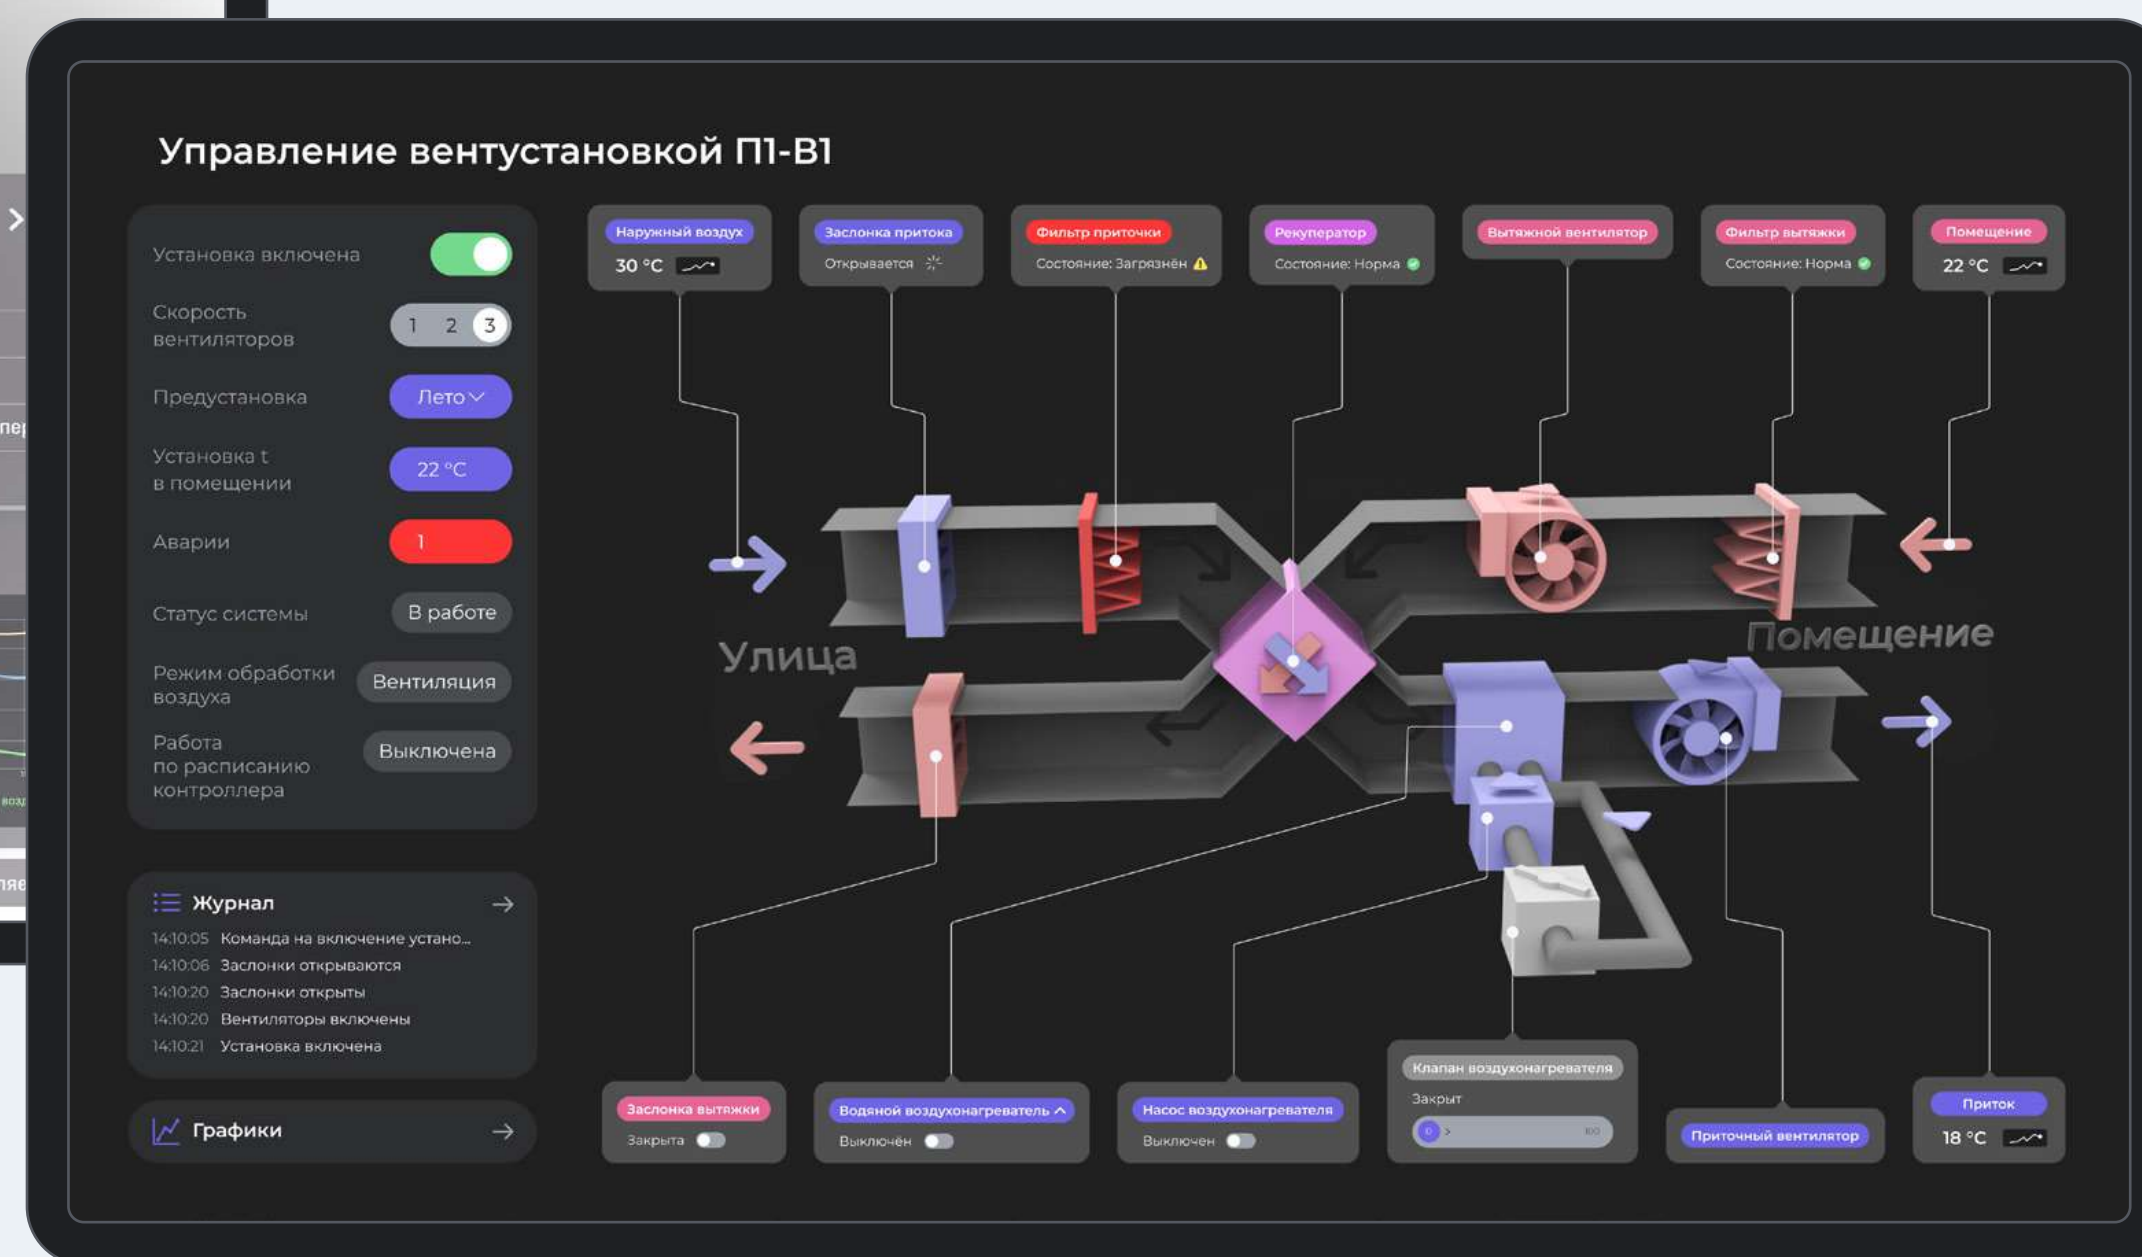 Управление вентустановкой П1-В1
Установка включена
Скорость
вентиляторов
1 2 3
Предустановка
Лето
Установка t
в помещении
22 °C
Аварии
1
Статус системы
В работе
Режим обработки
воздуха
Вентиляция
Работа
по расписанию
контроллера
Выключена
Журнал
14:10:05 Команда на включение устано...
14:10:06 Заслонки открываются
14:10:20 Заслонки открыты
14:10:20 Вентиляторы включены
14:10:21 Установка включена
Графики
Наружный воздух
30 °C
Заслонка притока
Открывается
Фильтр приточки
Состояние: Загрязнён
Рекуператор
Состояние: Норма
Вытяжной вентилятор
Фильтр вытяжки
Состояние: Норма
Помещение
22 °C
Улица
Помещение
Заслонка вытяжки
Закрыта
Водяной воздухонагреватель
Выключён
Насос воздухонагревателя
Выключен
Клапан воздухонагревателя
Закрыт
0 > 100
Приточный вентилятор
Приток
18 °C